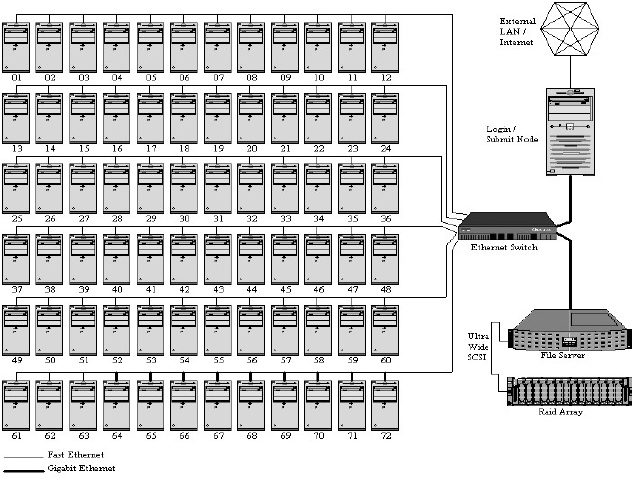 External
LAN /
Internet
01 02 03 04 05 06 07 08 09 10 11 12
Login /
Submit Node
13 14 15 16 17 18 19 20 21 22 23 24
25 26 27 28 29 30 31 32 33 34 35 36
Ethernet Switch
37 38 39 40 41 42 43 44 45 46 47 48
Ultra
Wide
SCSI
File Server
49 50 51 52 53 54 55 56 57 58 59 60
Raid Array
61 62 63 64 65 66 67 68 69 70 71 72
Fast Ethernet
Gigabit Ethernet